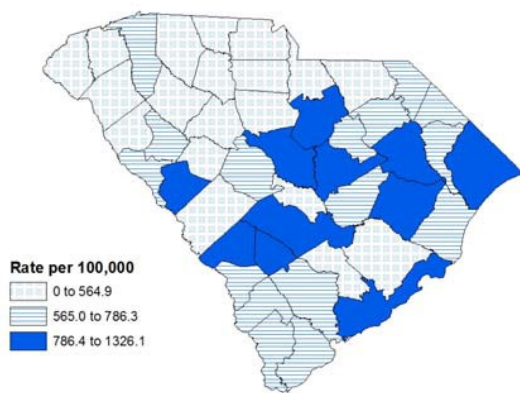 Rate per 100,000
0 to 564.9
565.0 to 786.3
786.4 to 1326.1